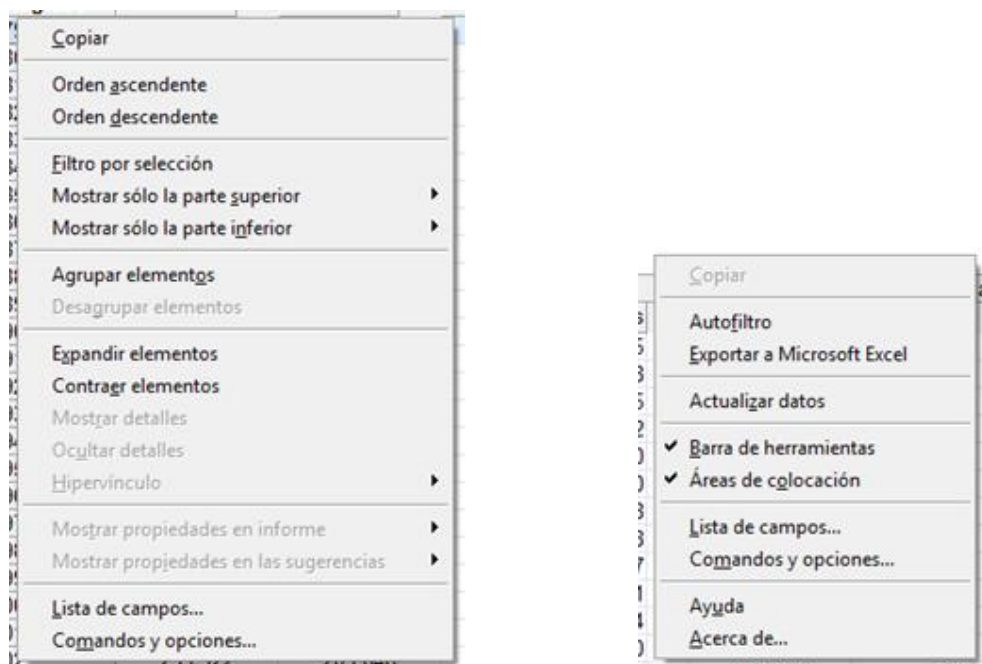 Copiar
Orden ascendente
Orden descendente
Filtro por selección
Mostrar sólo la parte superior
Mostrar sólo la parte inferior
Agrupar elementos
Desagrupar elementos
Expandir elementos
Contraer elementos
Mostrar detalles
Ocultar detalles
Hipervínculo
Mostrar propiedades en informe
Mostrar propiedades en las sugerencias
Lista de campos...
Comandos y opciones...
Copiar
Autofiltro
Exportar a Microsoft Excel
Actualizar datos
Barra de herramientas
Áreas de colocación
Lista de campos...
Comandos y opciones...
Ayuda
Acerca de...